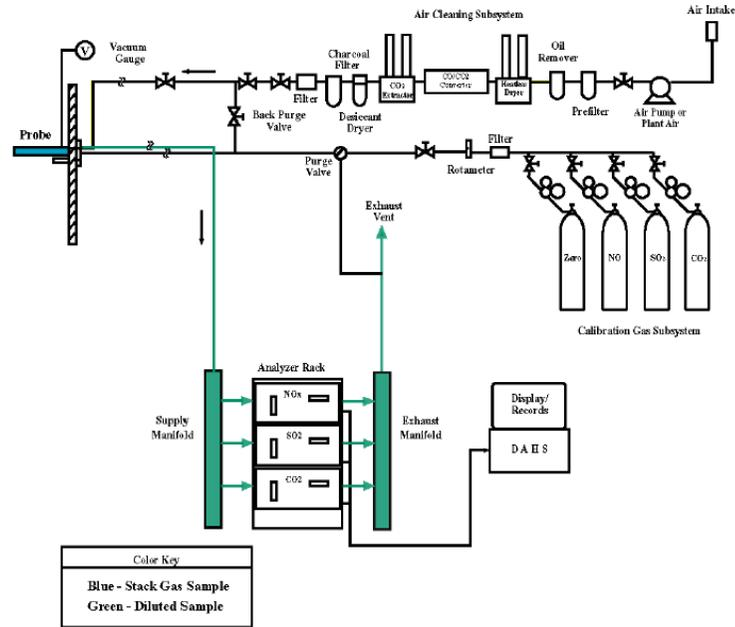 Air Intake
Air Cleaning Subsystem
V
Vacuum
Gauge
Charcoal
Filter
Oil
Remover
CO₂
Extractor
CO/CO2
Converter
Heatless
Dryer
Filter
Desiccant
Dryer
Prefilter
Air Pump or
Plant Air
Back Purge
Valve
Probe
Purge
Valve
Rotameter
Filter
Exhaust
Vent
Zero
NO
SO₂
CO₂
Calibration Gas Subsystem
Analyzer Rack
NOx
SO2
CO2
Supply
Manifold
Exhaust
Manifold
Display/
Records
D A H S
Color Key
Blue - Stack Gas Sample
Green - Diluted Sample